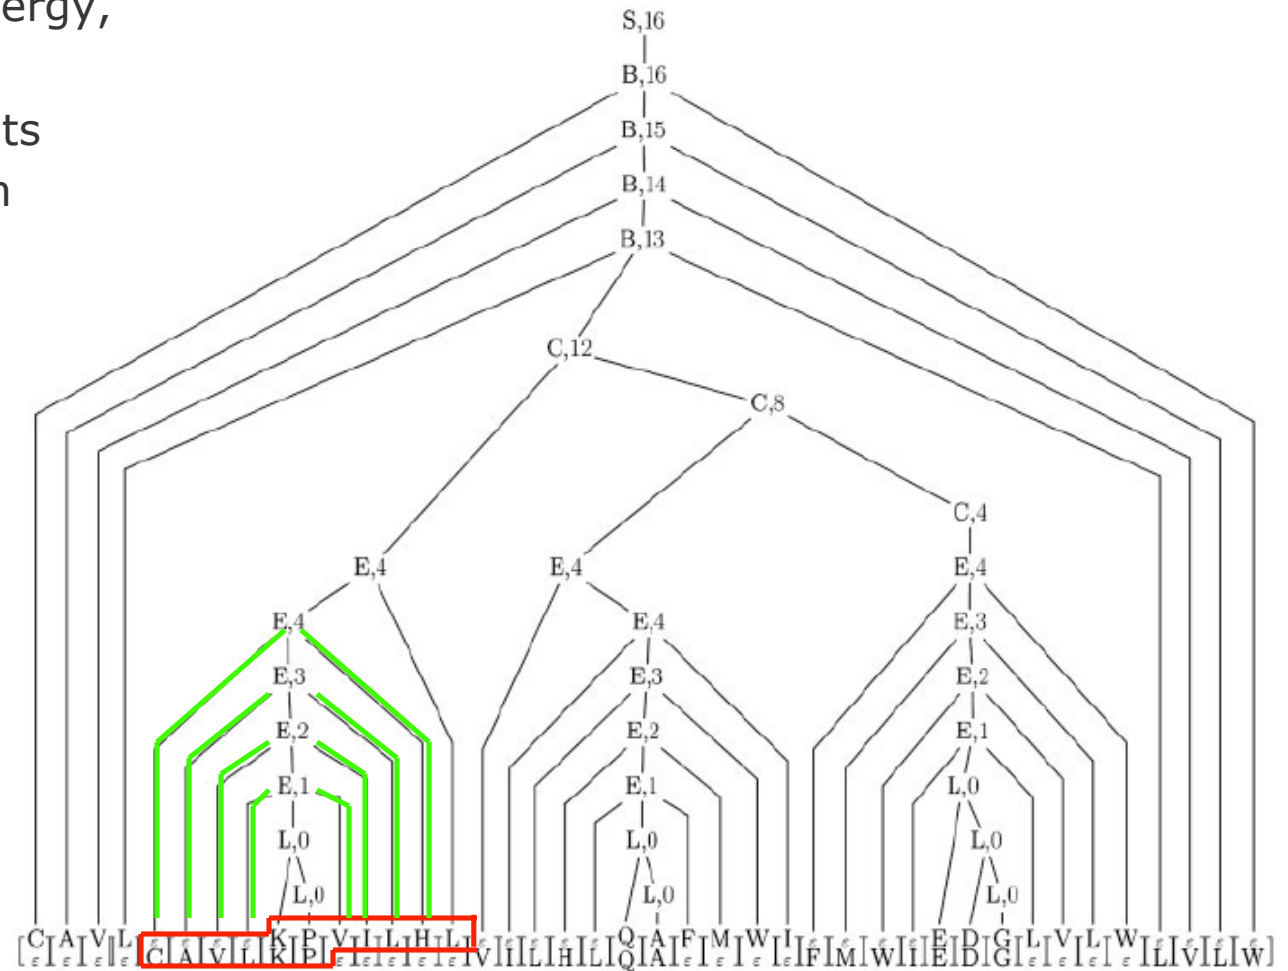 ergy,
S,16
B,16
ts
B,15
n
B,14
B,13
C,12
C,8
C,4
E,4 E,4 E,4
E,4 E,4 E,3
E,3 E,3 E,2
E,2 E,2 E,1
E,1 E,1 L,0
L,0 L,0 L,0
L,0 L,0 L,0
C A V L ε ε ε ε K P V I L H L ε ε ε ε ε Q A F M W I ε ε ε ε E D G L V L W ε ε ε ε
ε ε ε ε C A V L K P ε ε ε ε ε V I L H L Q A ε ε ε ε F M W I E D G ε ε ε ε L V L W